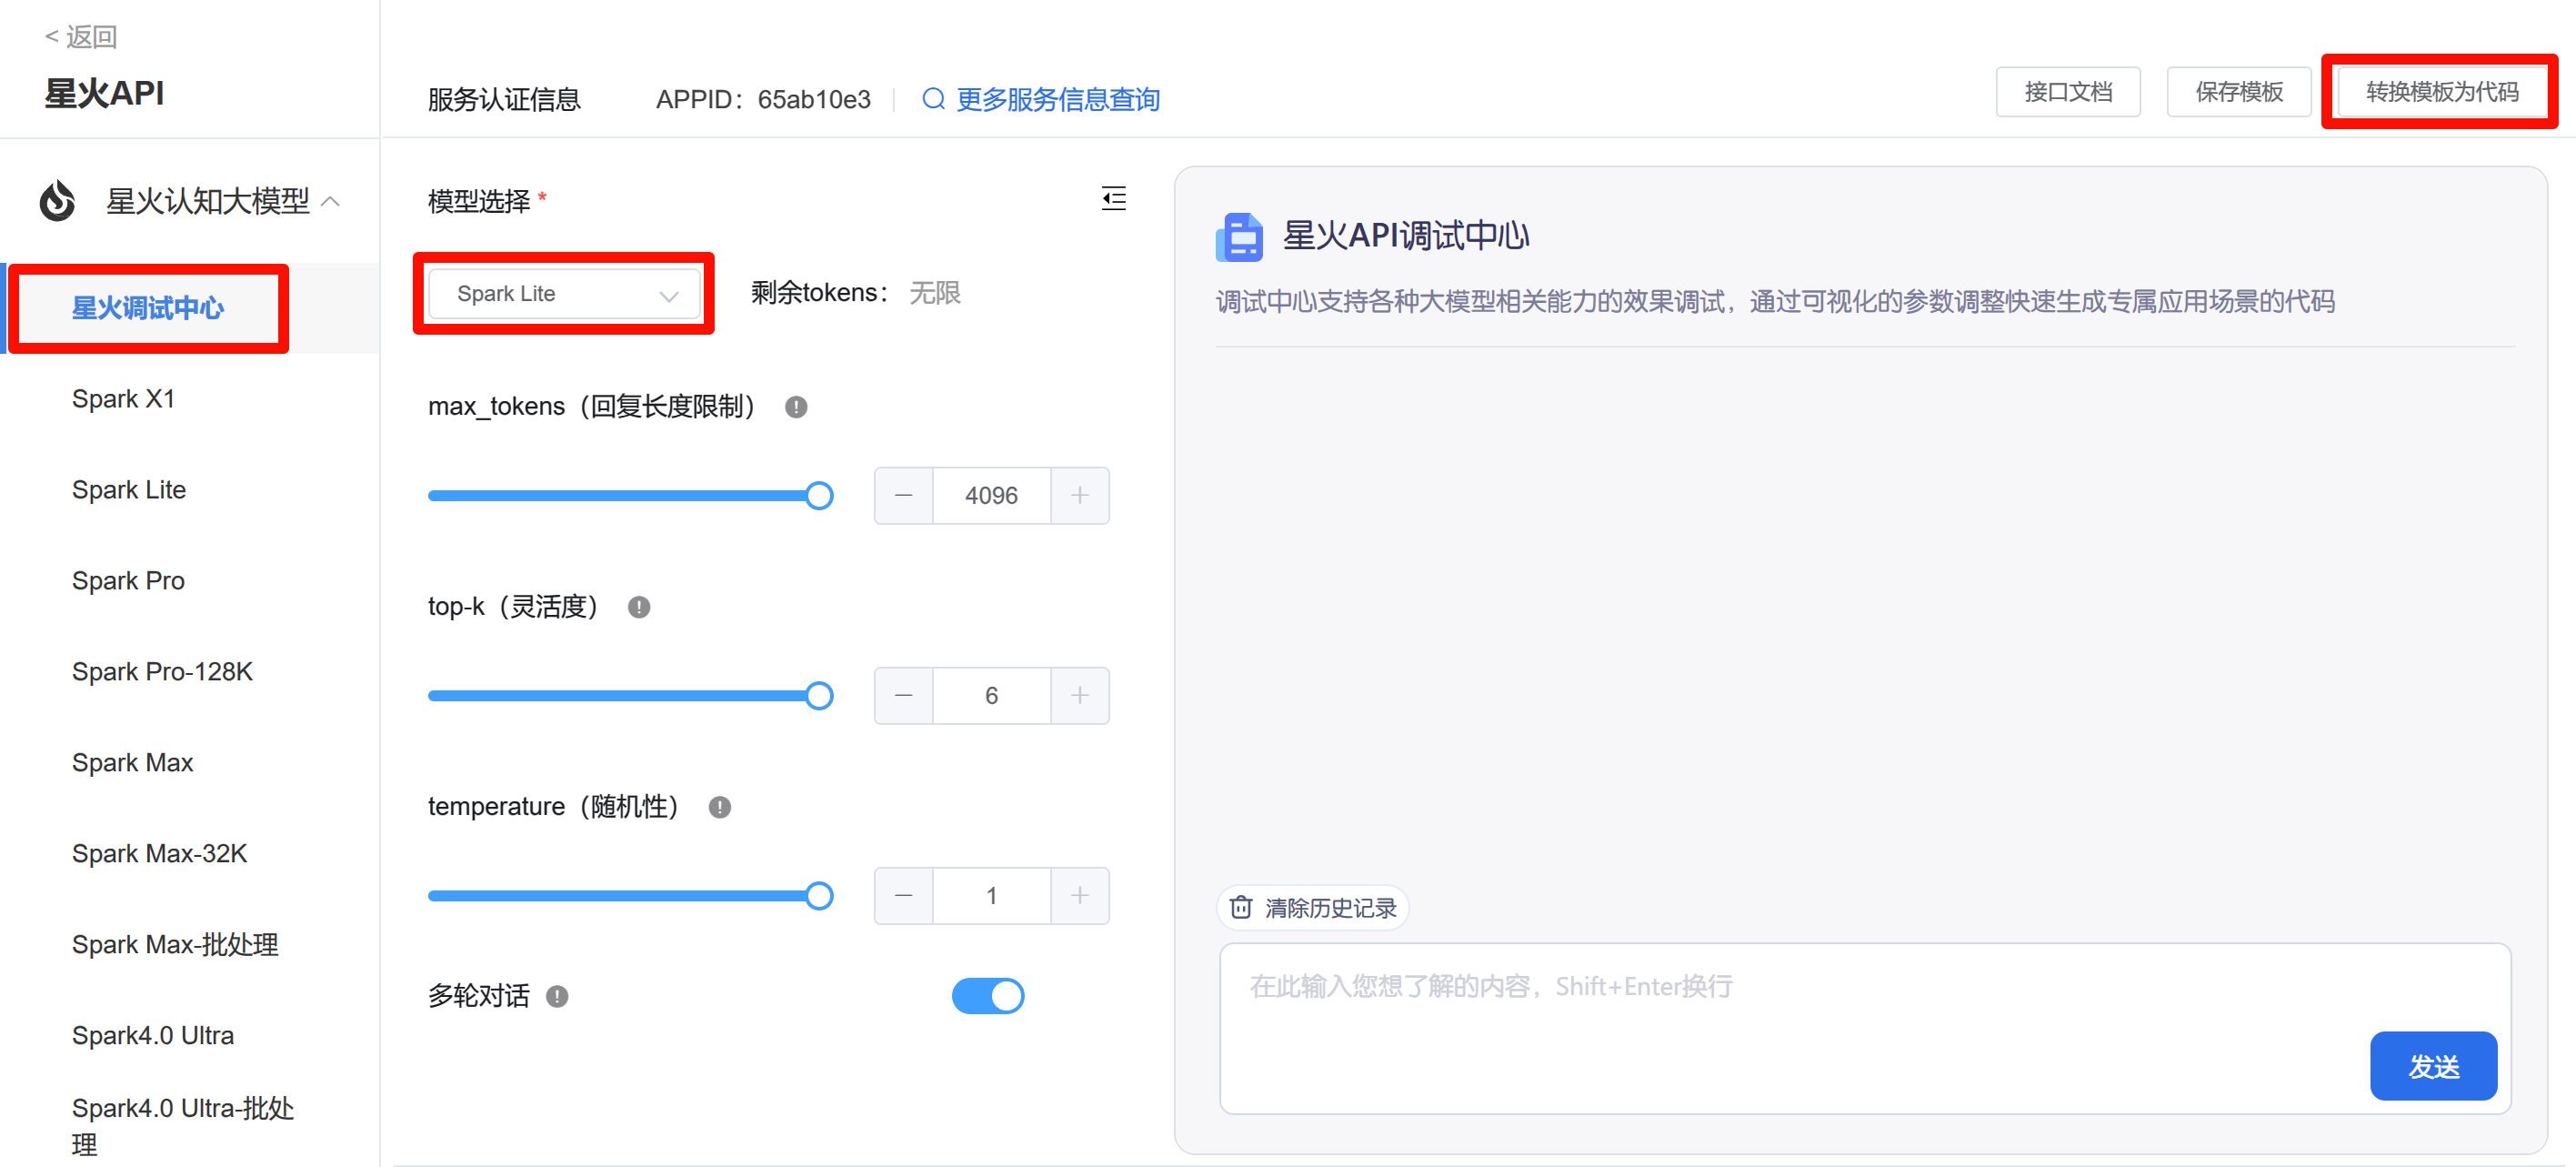 < 返回
星火API
星火认知大模型
星火调试中心
Spark X1
Spark Lite
Spark Pro
Spark Pro-128K
Spark Max
Spark Max-32K
Spark Max-批处理
Spark4.0 Ultra
Spark4.0 Ultra-批处
理
服务认证信息 APPID：65ab10e3 更多服务信息查询
接口文档 保存模板 转换模板为代码
模型选择 *
Spark Lite 剩余tokens： 无限
max_tokens（回复长度限制）
4096
top-k（灵活度）
6
temperature（随机性）
1
多轮对话
星火API调试中心
调试中心支持各种大模型相关能力的效果调试，通过可视化的参数调整快速生成专属应用场景的代码
清除历史记录
在此输入您想了解的内容，Shift+Enter换行
发送